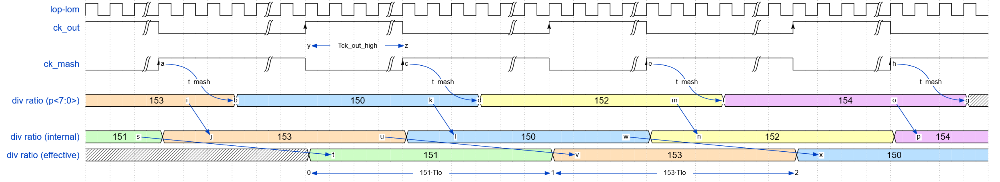 lop-lom
ck_out
y Tck_out_high z
ck_mash a c e h
t_mash t_mash t_mash t_mash
div ratio (p<7:0>) 153 i b 150 k d 152 m f 154 o g
div ratio (internal) 151 s j 153 u l 150 w n 152 p 154
div ratio (effective) t 151 v 153 x 150
0 151·Tlo 1 153·Tlo 2